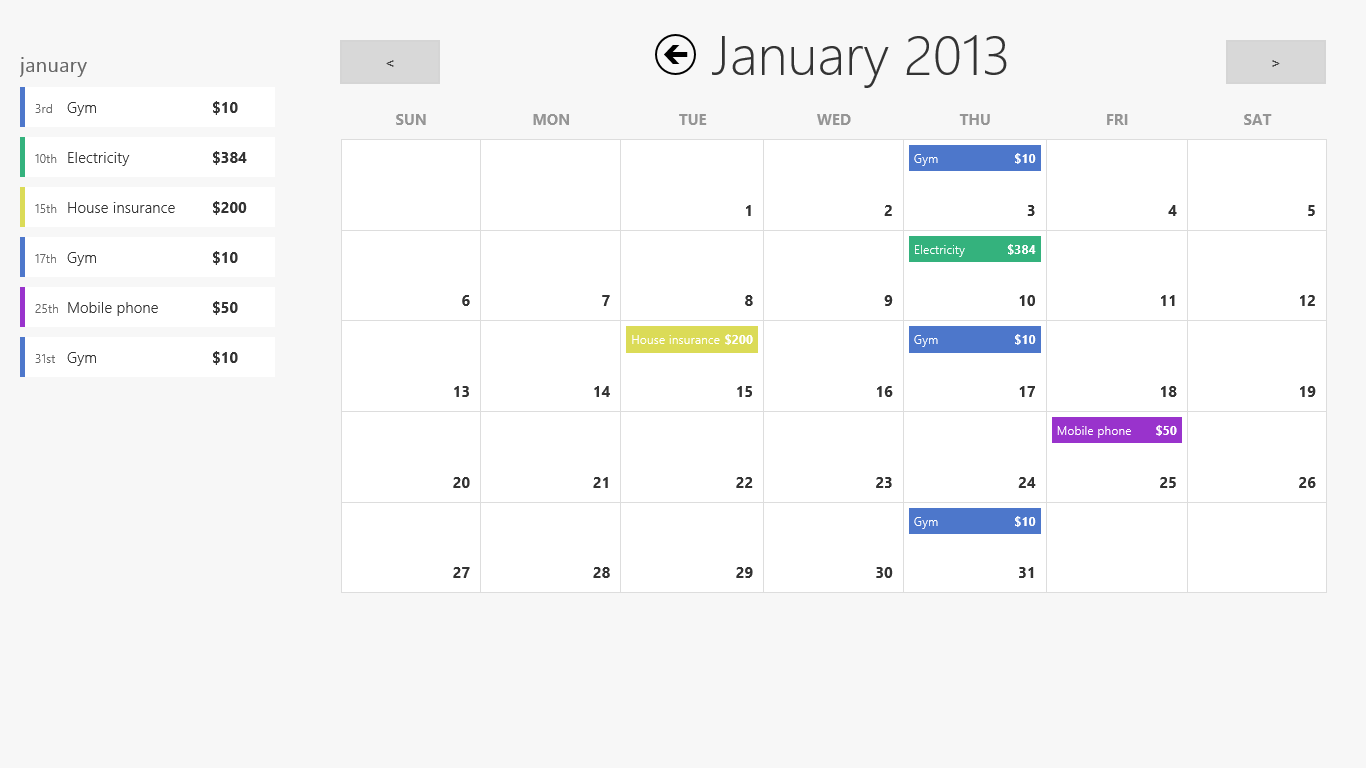 january
3rd Gym $10
10th Electricity $384
15th House insurance $200
17th Gym $10
25th Mobile phone $50
31st Gym $10
< January 2013 >
SUN MON TUE WED THU FRI SAT
Gym $10
1 2 3 4 5
Electricity $384
6 7 8 9 10 11 12
House insurance $200 Gym $10
13 14 15 16 17 18 19
Mobile phone $50
20 21 22 23 24 25 26
Gym $10
27 28 29 30 31